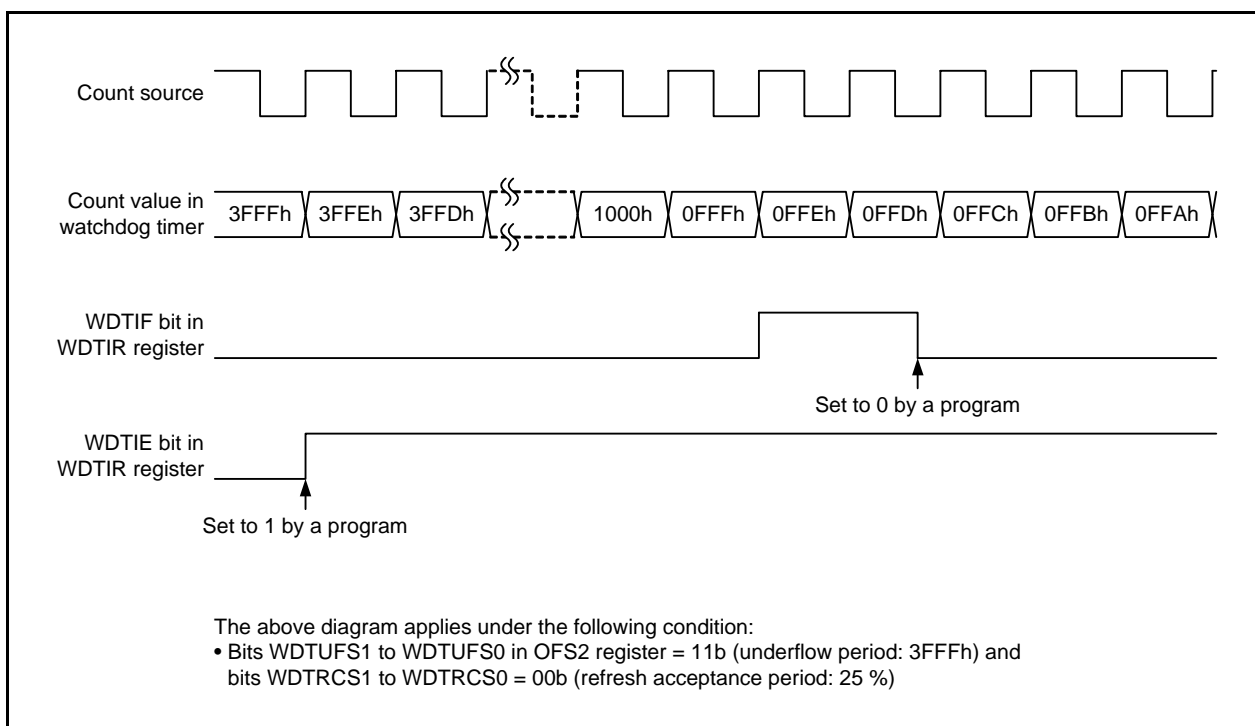 Count source
Count value in
watchdog timer
3FFFh 3FFEh 3FFDh 1000h 0FFFh 0FFEh 0FFDh 0FFCh 0FFBh 0FFAh
WDTIF bit in
WDTIR register
Set to 0 by a program
WDTIE bit in
WDTIR register
Set to 1 by a program
The above diagram applies under the following condition:
• Bits WDTUFS1 to WDTUFS0 in OFS2 register = 11b (underflow period: 3FFFh) and
bits WDTRCS1 to WDTRCS0 = 00b (refresh acceptance period: 25 %)